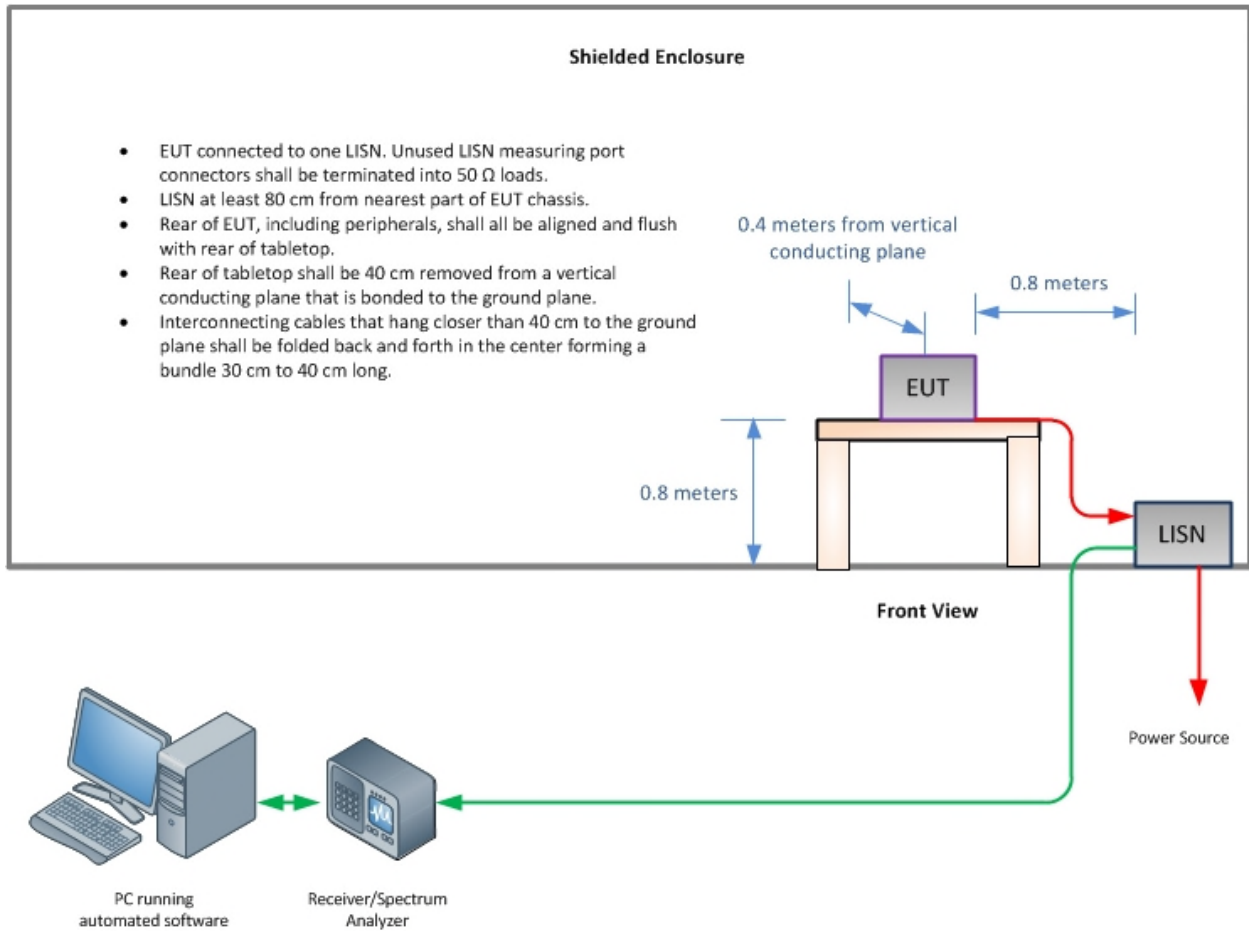 Shielded Enclosure
• EUT connected to one LISN. Unused LISN measuring port
connectors shall be terminated into 50 Ω loads.
• LISN at least 80 cm from nearest part of EUT chassis.
• Rear of EUT, including peripherals, shall all be aligned and flush
with rear of tabletop.
• Rear of tabletop shall be 40 cm removed from a vertical
conducting plane that is bonded to the ground plane.
• Interconnecting cables that hang closer than 40 cm to the ground
plane shall be folded back and forth in the center forming a
bundle 30 cm to 40 cm long.
0.4 meters from vertical
conducting plane
0.8 meters
EUT
0.8 meters
LISN
Front View
Power Source
PC running
automated software
Receiver/Spectrum
Analyzer